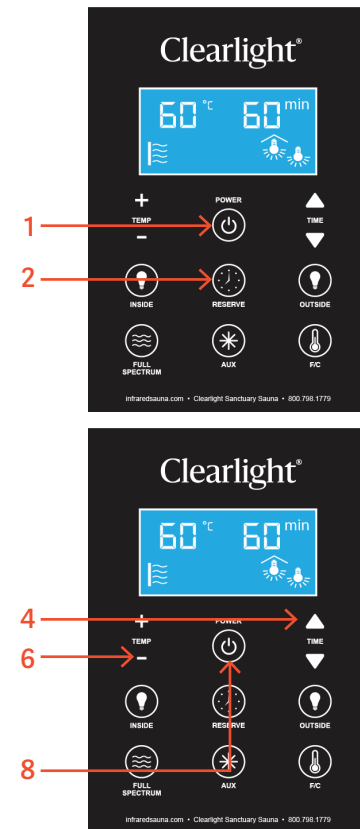 Clearlight®
60 °C 60 min
+ POWER
TEMP TIME
1 -
2
INSIDE RESERVE OUTSIDE
FULL SPECTRUM AUX F/C
infraredsauna.com • Clearlight Sanctuary Sauna • 800.798.1779
Clearlight®
60 °C 60 min
4 + POWER
TEMP TIME
6 -
INSIDE RESERVE OUTSIDE
8
FULL SPECTRUM AUX F/C
infraredsauna.com • Clearlight Sanctuary Sauna • 800.798.1779